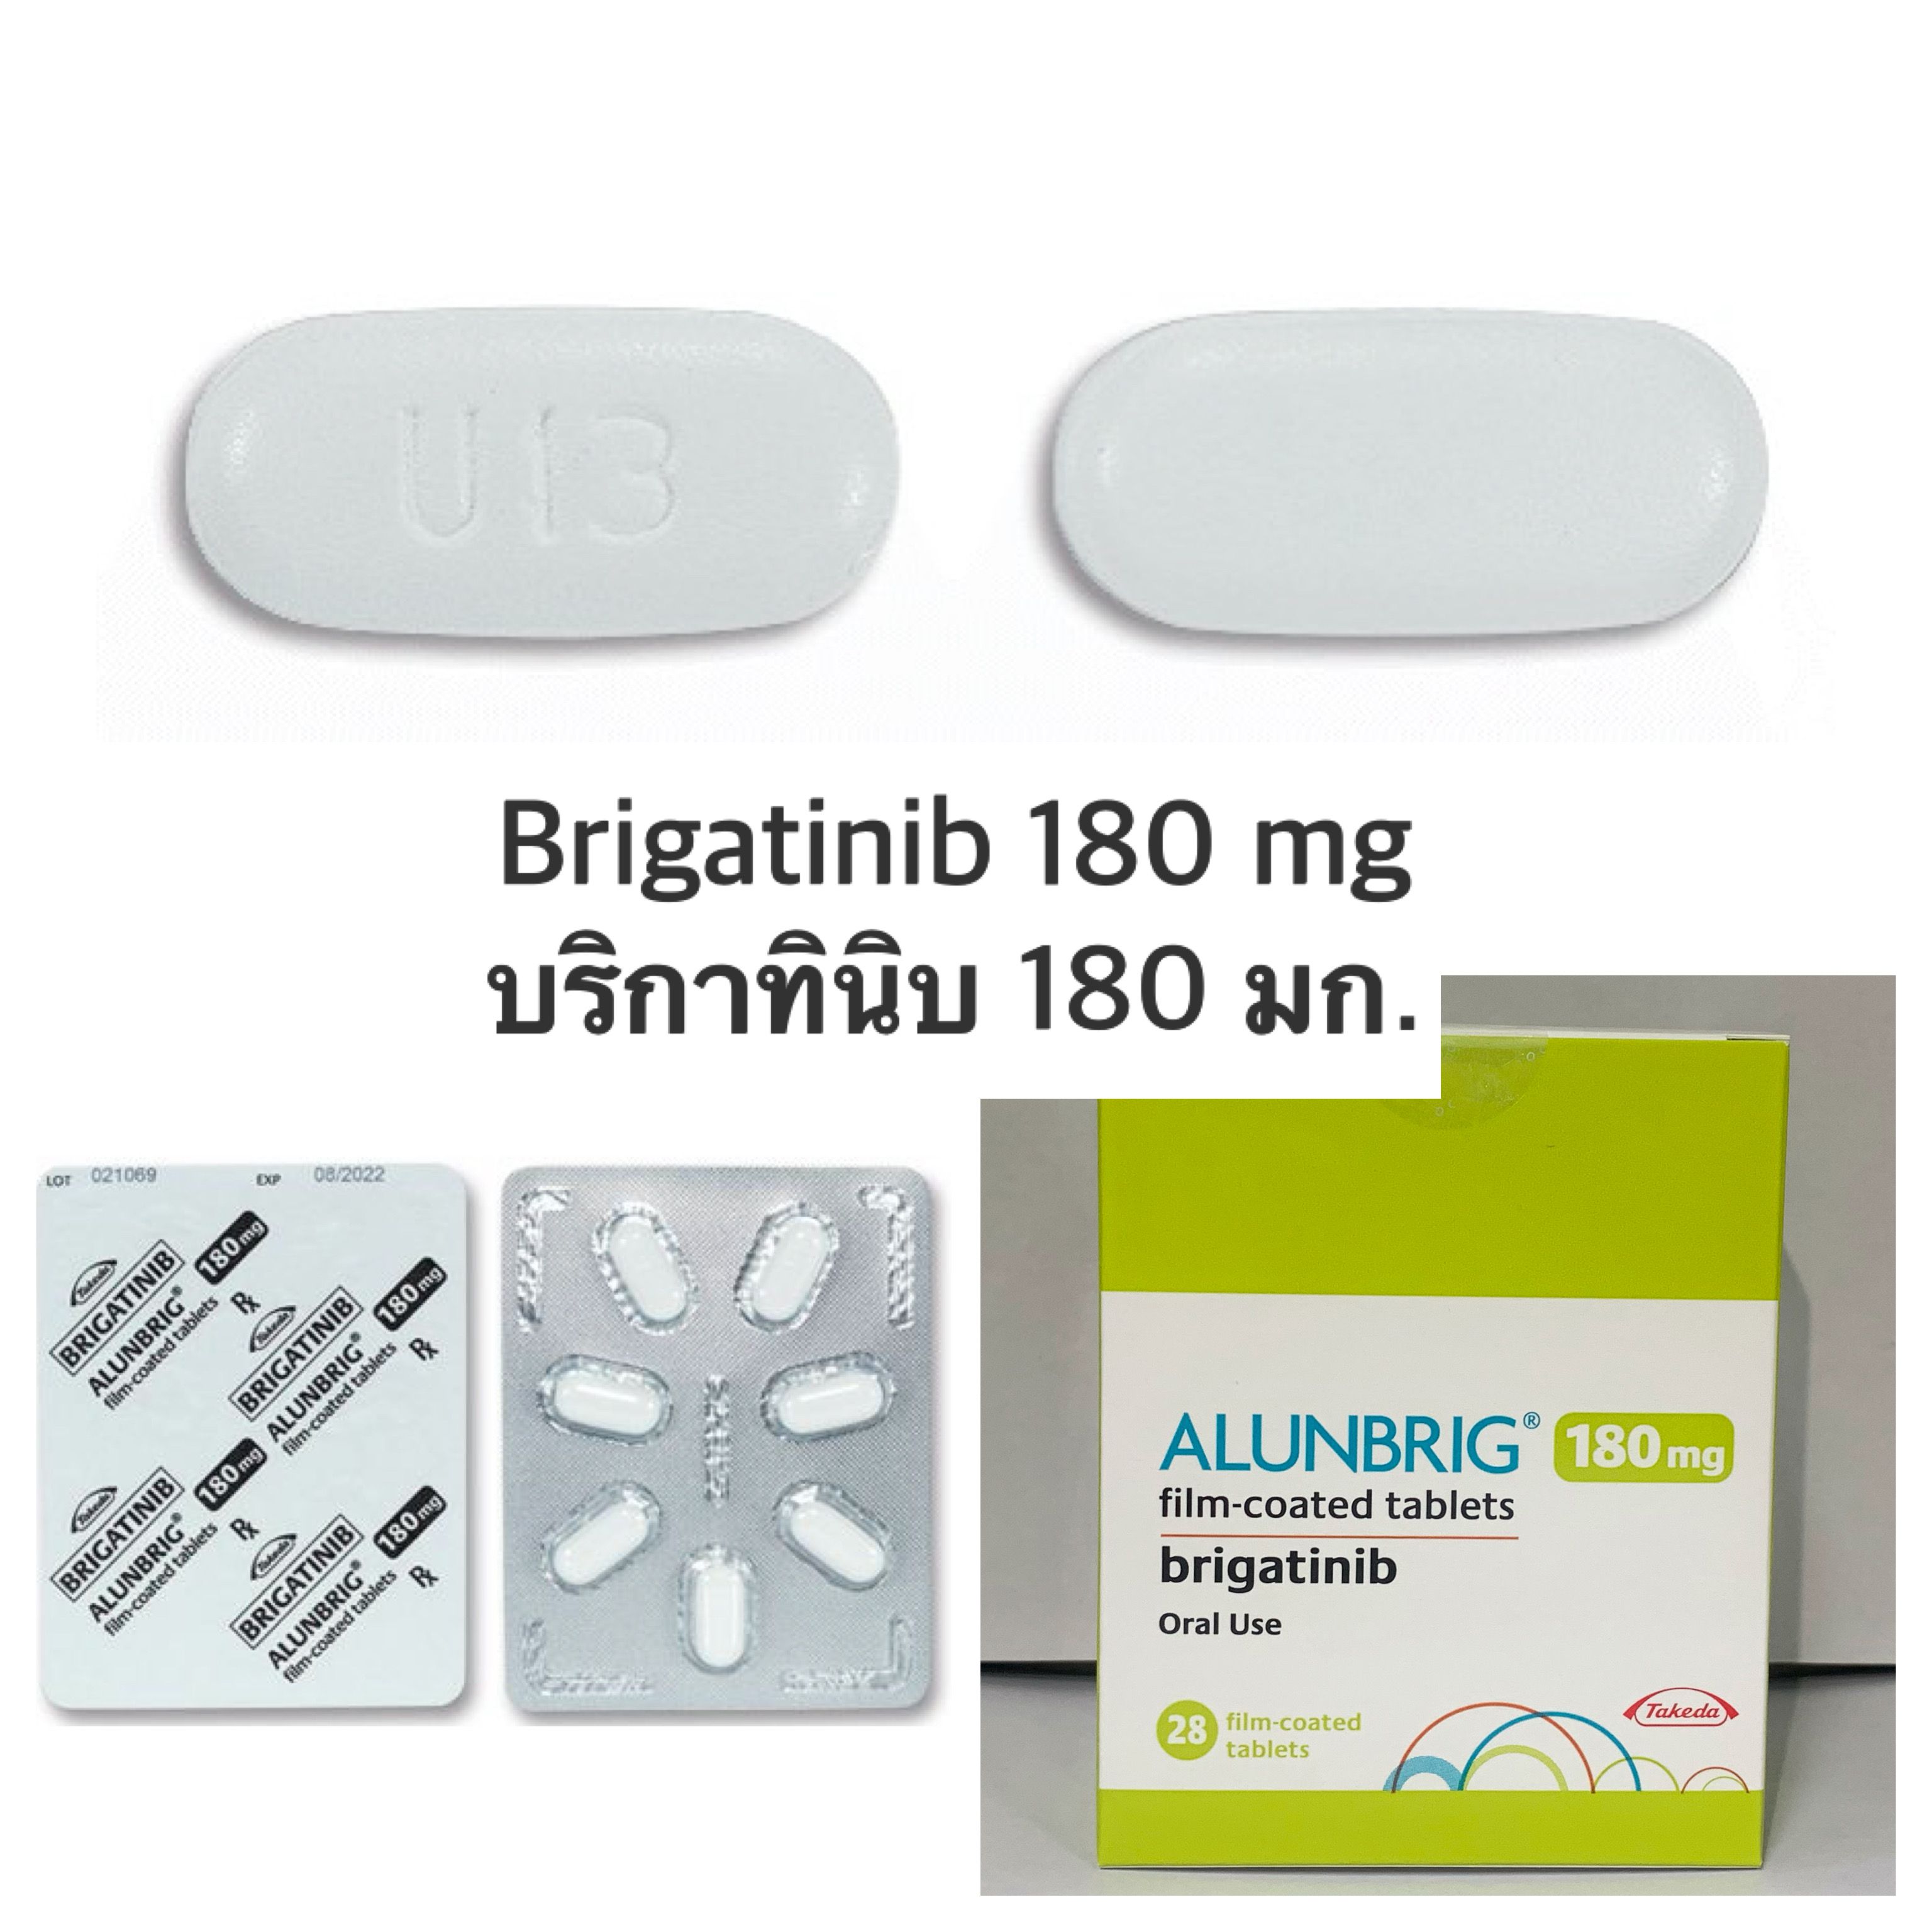 U13
Brigatinib 180 mg
บริกาทินิบ 180 มก.
LOT 021069 EXP 08/2022
Takeda
BRIGATINIB 180 mg
ALUNBRIG®
film-coated tablets Rx
Takeda
BRIGATINIB 180 mg
ALUNBRIG®
film-coated tablets Rx
Takeda
BRIGATINIB 180 mg
ALUNBRIG®
film-coated tablets Rx
Takeda
BRIGATINIB 180 mg
ALUNBRIG®
film-coated tablets Rx
ALUNBRIG® 180 mg
film-coated tablets
brigatinib
Oral Use
28 film-coated
tablets
Takeda